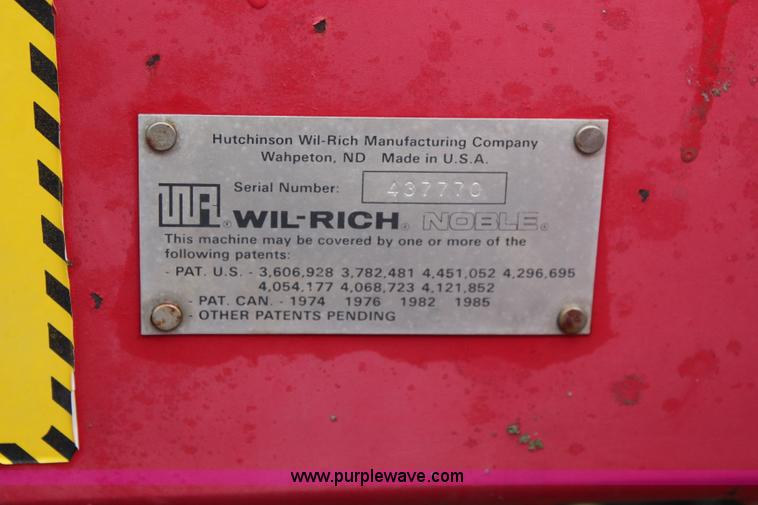 Hutchinson Wil-Rich Manufacturing Company
Wahpeton, ND Made in U.S.A.
Serial Number: 437770
WR® WIL-RICH® NOBLE®
This machine may be covered by one or more of the
following patents:
- PAT. U.S. - 3,606,928 3,782,481 4,451,052 4,296,695
4,054,177 4,068,723 4,121,852
- PAT. CAN. - 1974 1976 1982 1985
- OTHER PATENTS PENDING
www.purplewave.com